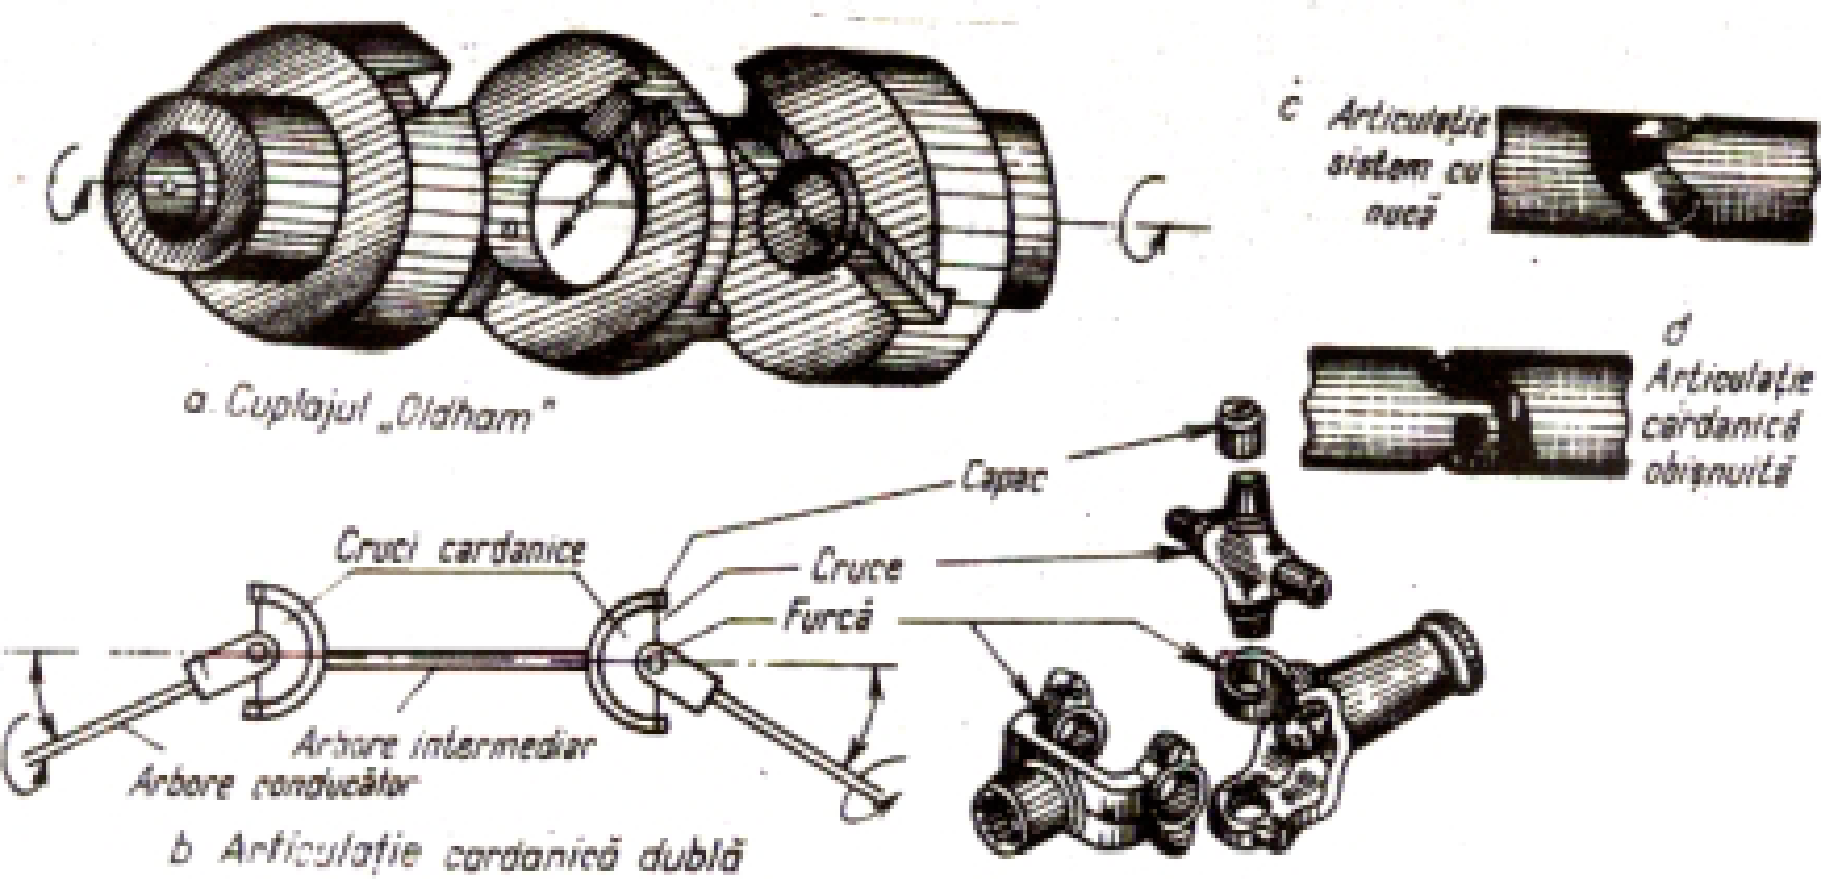 a. Cuplajul „Oldham”
c Articulație
sistem cu
nucă
d
Articulație
cardanică
obișnuită
Capac
Cruci cardanice
Cruce
Furcă
Arbore intermediar
Arbore conducător
b Articulație cardanică dublă